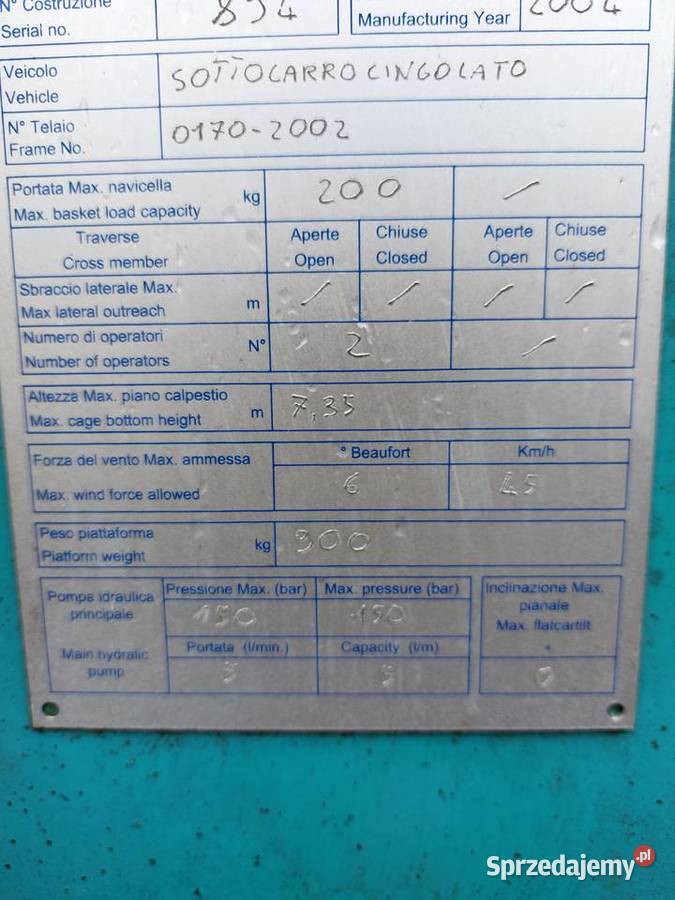 N° Costruzione
Serial no.
Manufacturing Year
2004
Veicolo
Vehicle
SOTTOCARRO CINGOLATO
N° Telaio
Frame No.
0170-2002
Portata Max. navicella
Max. basket load capacity
kg
200
/
Traverse
Cross member
Aperte
Open
Chiuse
Closed
Aperte
Open
Chiuse
Closed
Sbraccio laterale Max.
Max lateral outreach
m
/ / / /
Numero di operatori
Number of operators
N°
2
/
Altezza Max. piano calpestio
Max. cage bottom height
m
7,35
Forza del vento Max. ammessa
Max. wind force allowed
° Beaufort
6
Km/h
45
Peso piattaforma
Platform weight
kg
900
Pompa idraulica
principale
Main hydralic
pump
Pressione Max. (bar)
150
Max. pressure (bar)
150
Portata (l/min.)
5
Capacity (l/m)
5
Inclinazione Max.
pianale
Max. flatcartilt
°
Sprzedajemy.pl